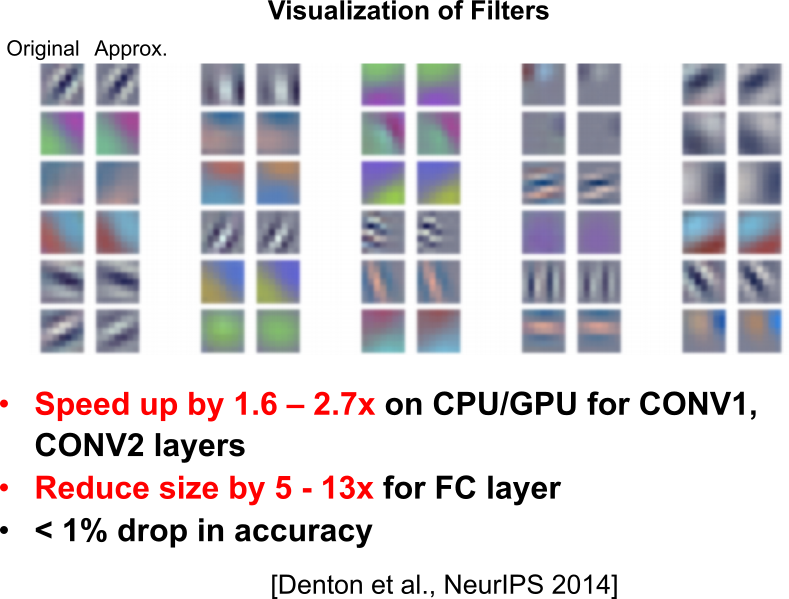 Visualization of Filters
Original Approx.
• Speed up by 1.6 – 2.7x on CPU/GPU for CONV1,
CONV2 layers
• Reduce size by 5 - 13x for FC layer
• < 1% drop in accuracy
[Denton et al., NeurIPS 2014]